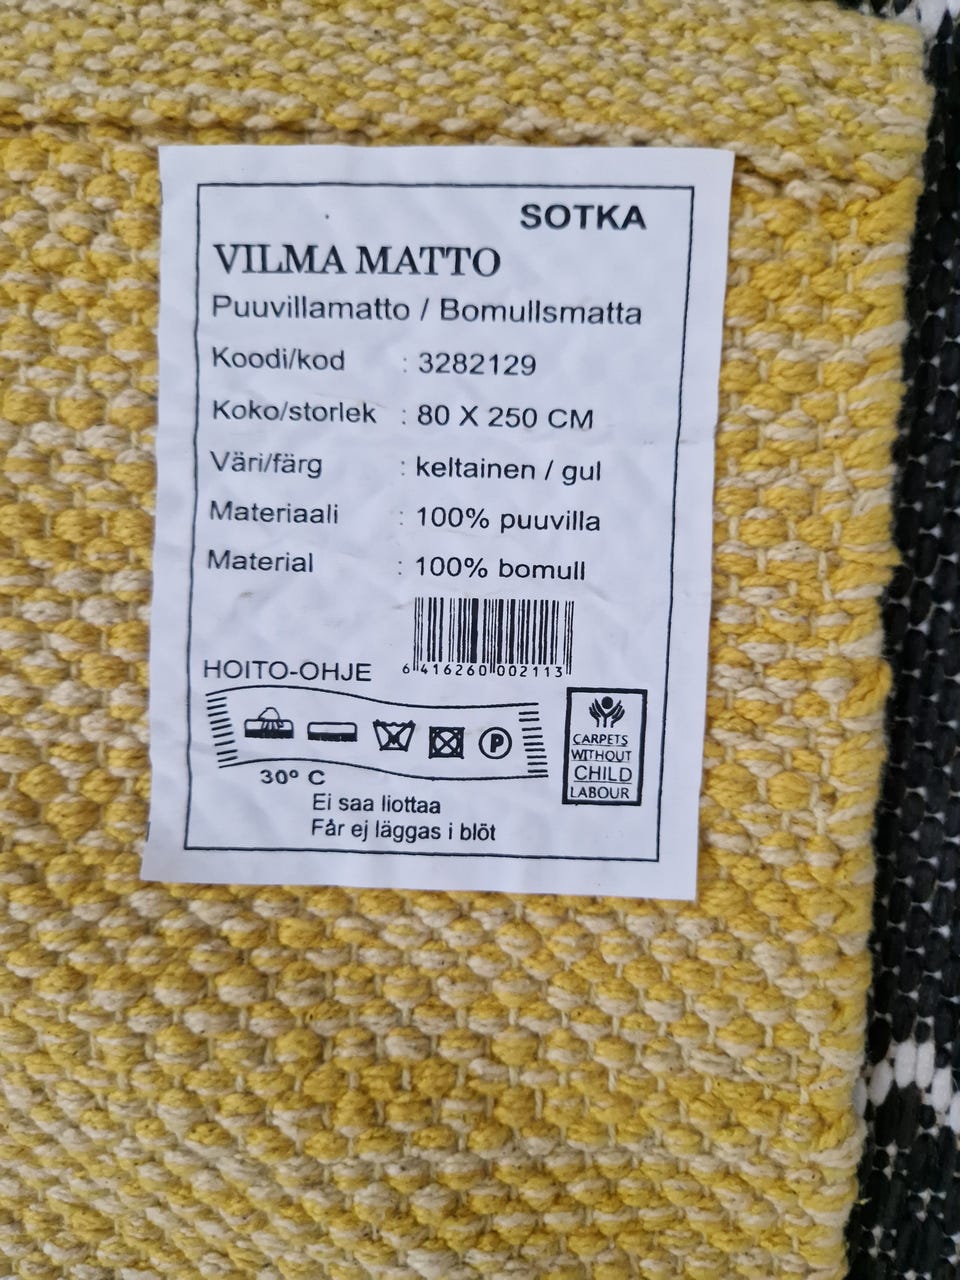 SOTKA
VILMA MATTO
Puuvillamatto / Bomullsmatta
Koodi/kod : 3282129
Koko/storlek : 80 X 250 CM
Väri/färg : keltainen / gul
Materiaali : 100% puuvilla
Material : 100% bomull
6 416260 002113
HOITO-OHJE
P
30° C
Ei saa liottaa
Får ej läggas i blöt
CARPETS
WITHOUT
CHILD
LABOUR